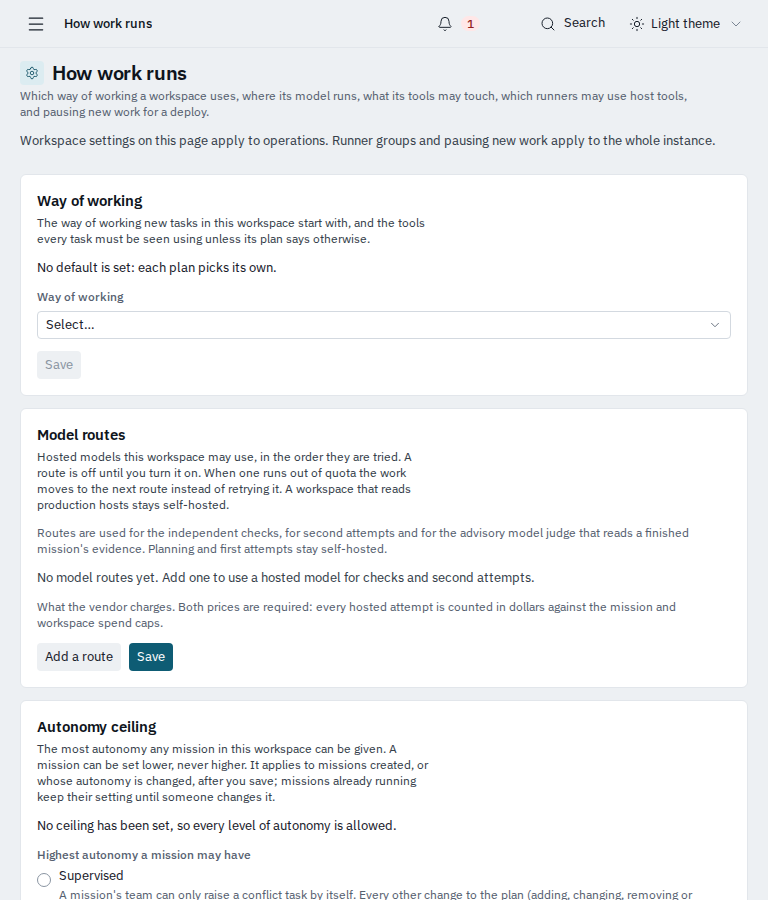 How work runs
1
Search
Light theme
How work runs
Which way of working a workspace uses, where its model runs, what its tools may touch, which runners may use host tools,
and pausing new work for a deploy.
Workspace settings on this page apply to operations. Runner groups and pausing new work apply to the whole instance.
Way of working
The way of working new tasks in this workspace start with, and the tools
every task must be seen using unless its plan says otherwise.
No default is set: each plan picks its own.
Way of working
Select...
Save
Model routes
Hosted models this workspace may use, in the order they are tried. A
route is off until you turn it on. When one runs out of quota the work
moves to the next route instead of retrying it. A workspace that reads
production hosts stays self-hosted.
Routes are used for the independent checks, for second attempts and for the advisory model judge that reads a finished
mission's evidence. Planning and first attempts stay self-hosted.
No model routes yet. Add one to use a hosted model for checks and second attempts.
What the vendor charges. Both prices are required: every hosted attempt is counted in dollars against the mission and
workspace spend caps.
Add a route
Save
Autonomy ceiling
The most autonomy any mission in this workspace can be given. A
mission can be set lower, never higher. It applies to missions created, or
whose autonomy is changed, after you save; missions already running
keep their setting until someone changes it.
No ceiling has been set, so every level of autonomy is allowed.
Highest autonomy a mission may have
Supervised
A mission's team can only raise a conflict task by itself. Every other change to the plan (adding, changing, removing or